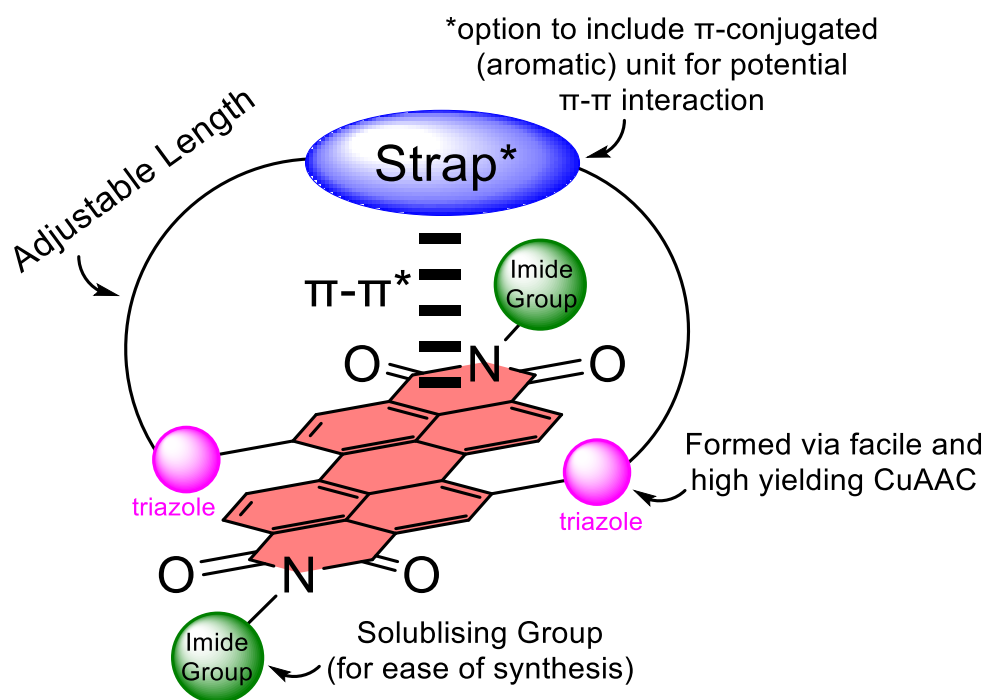 *option to include π-conjugated
(aromatic) unit for potential
π-π interaction
Adjustable Length
Strap*
π-π*
Imide
Group
O
N
O
triazole
Formed via facile and
high yielding CuAAC
triazole
O
N
O
Imide
Group
Solublising Group
(for ease of synthesis)